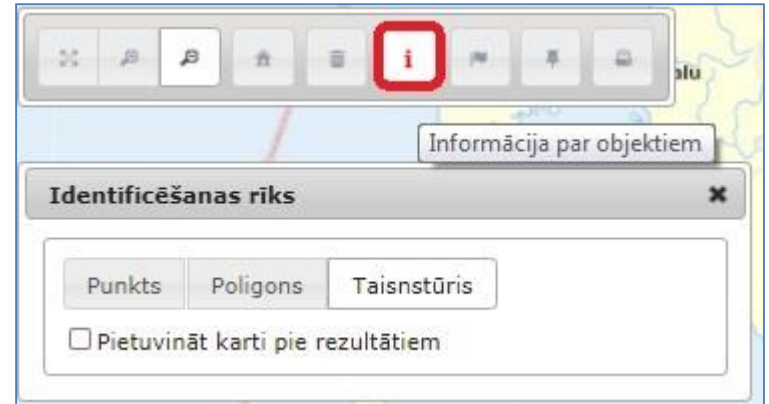 i
alu
Informācija par objektiem
Identificēšanas rīks
Punkts Poligons Taisnstūris
Pietuvināt karti pie rezultātiem